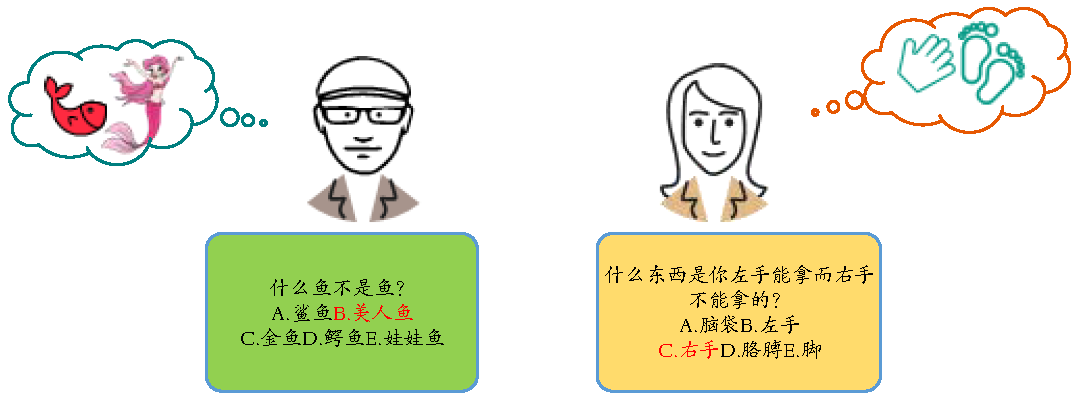 什么鱼不是鱼?
A.鲨鱼B.美人鱼
C.金鱼D.鳄鱼E.娃娃鱼
什么东西是你左手能拿而右手
不能拿的?
A.脑袋B.左手
C.右手D.胳膊E.脚